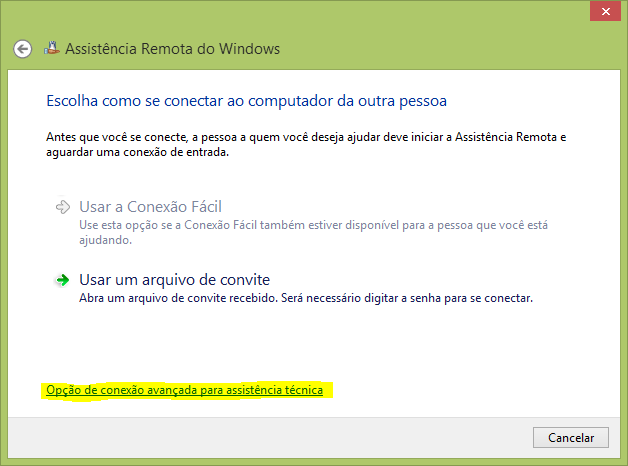 Assistência Remota do Windows
Escolha como se conectar ao computador da outra pessoa
Antes que você se conecte, a pessoa a quem você deseja ajudar deve iniciar a Assistência Remota e
aguardar uma conexão de entrada.
Usar a Conexão Fácil
Use esta opção se a Conexão Fácil também estiver disponível para a pessoa que você está
ajudando.
Usar um arquivo de convite
Abra um arquivo de convite recebido. Será necessário digitar a senha para se conectar.
Opção de conexão avançada para assistência técnica
Cancelar